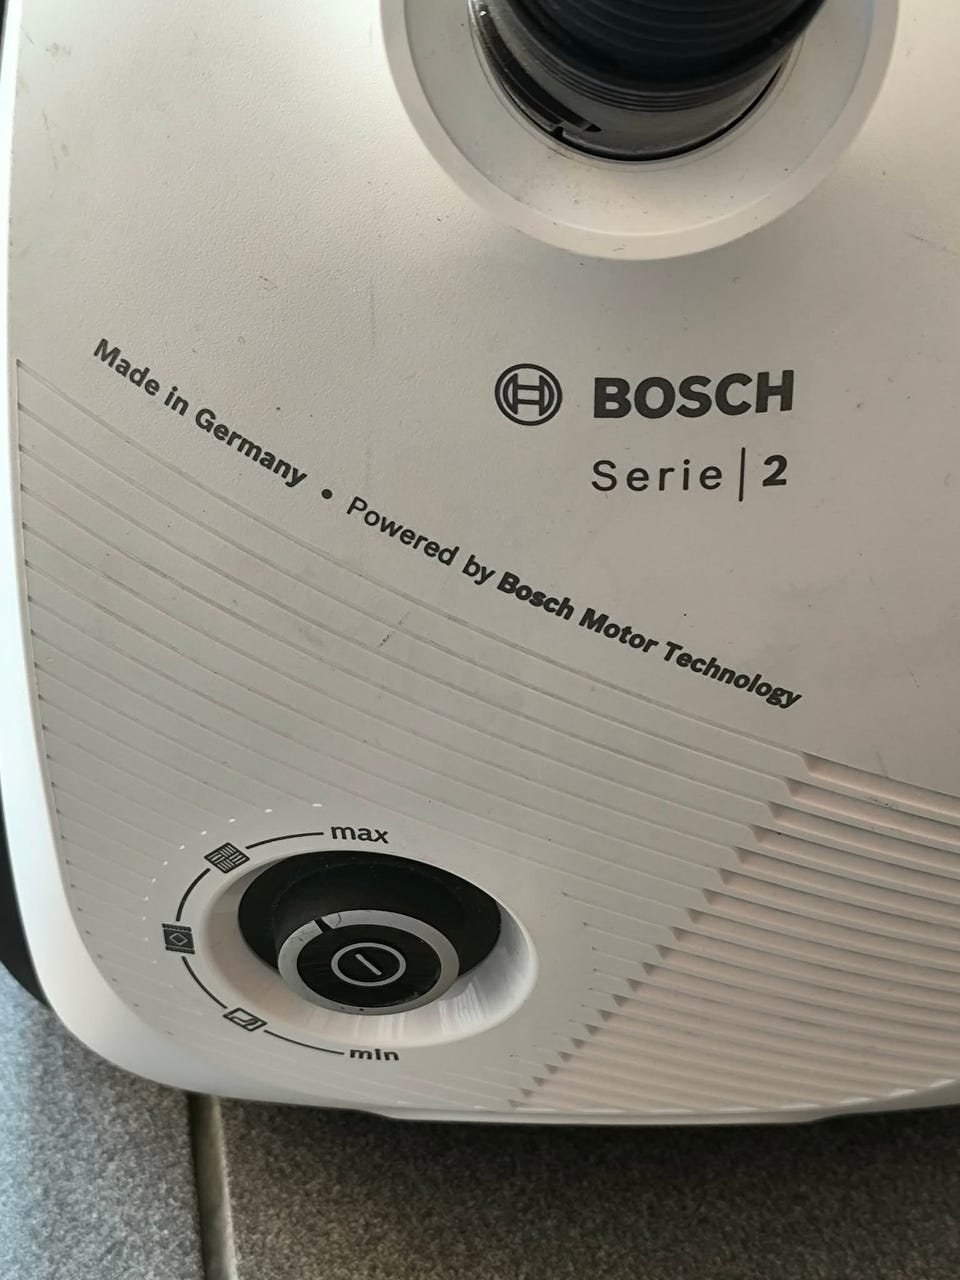 BOSCH
Serie | 2
Made in Germany • Powered by Bosch Motor Technology
max
min